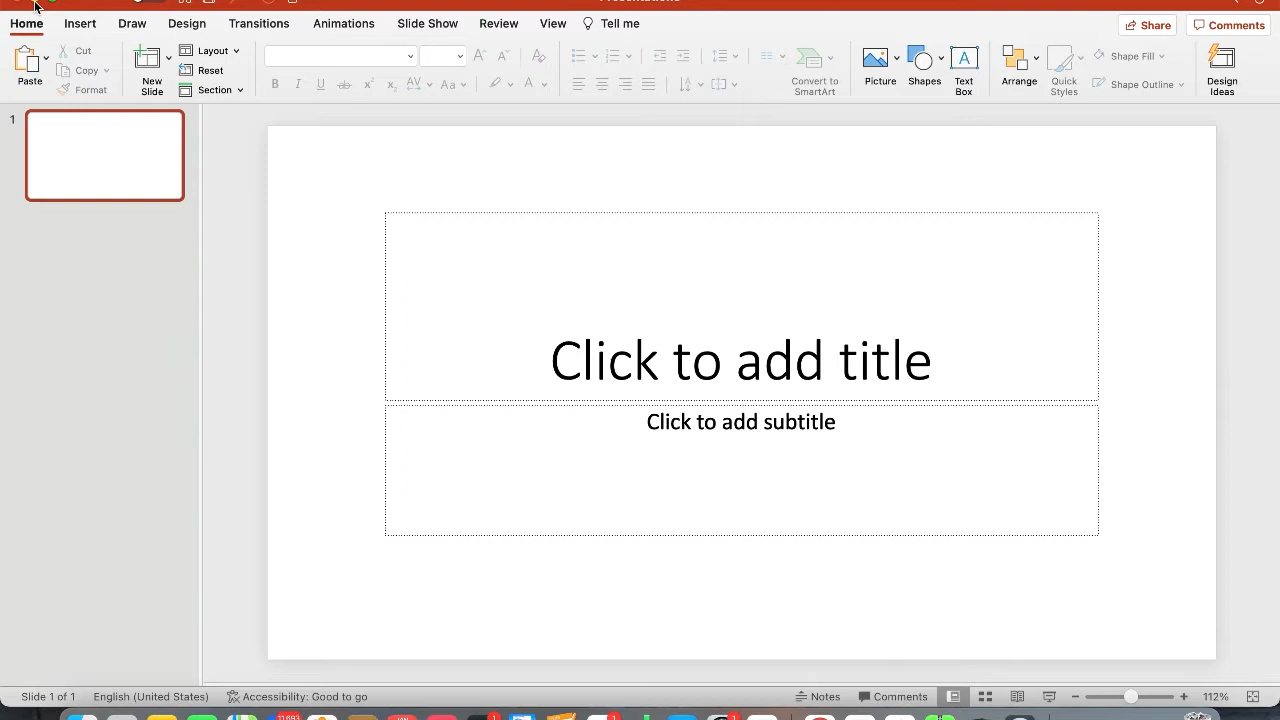 Home Insert Draw Design Transitions Animations Slide Show Review View Tell me Share Comments
Paste Cut Copy Format
New Slide Layout Reset Section
Convert to SmartArt
Picture Shapes Text Box Arrange Quick Styles Shape Fill Shape Outline Design Ideas
1
Click to add title
Click to add subtitle
Slide 1 of 1 English (United States) Accessibility: Good to go Notes Comments 112%